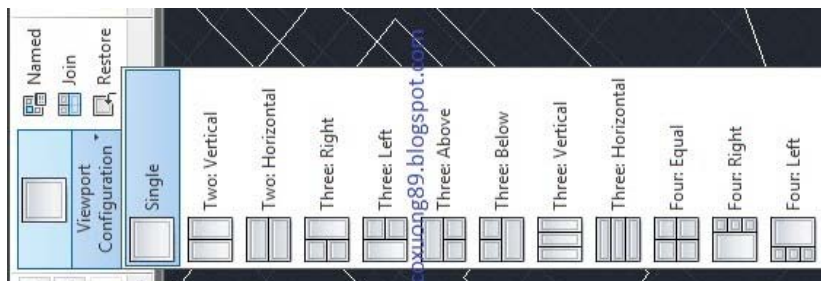 Named
Join
Restore
Viewport
Configuration
Single
Two: Vertical
Two: Horizontal
Three: Right
Three: Left
Three: Above
Three: Below
Three: Vertical
Three: Horizontal
Four: Equal
Four: Right
Four: Left
coxuong89.blogspot.com